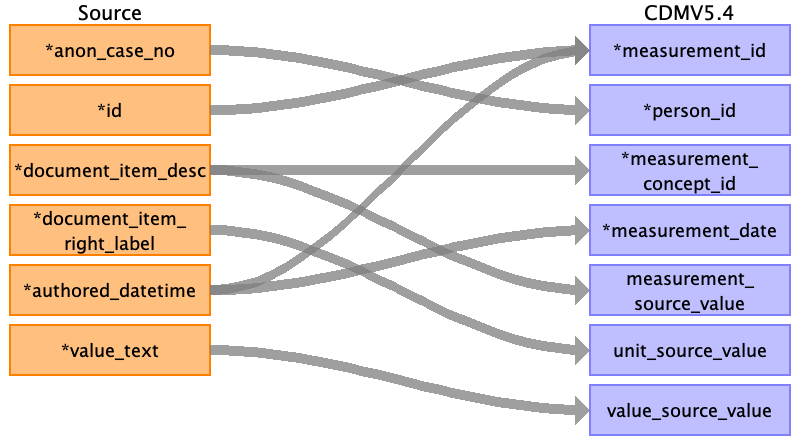 Source
CDMV5.4
*anon_case_no
*measurement_id
*id
*person_id
*document_item_desc
*measurement_
concept_id
*document_item_
right_label
*measurement_date
*authored_datetime
measurement_
source_value
*value_text
unit_source_value
value_source_value